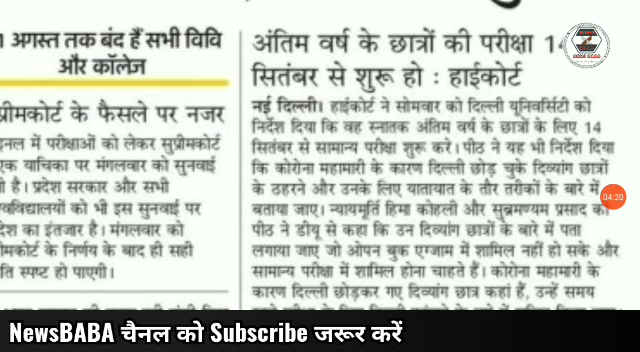 अगस्त तक बंद हैं सभी विवि
और कॉलेज
प्रीमकोर्ट के फैसले पर नजर
इनल में परीक्षाओं को लेकर सुप्रीमकोर्ट
एक याचिका पर मंगलवार को सुनवाई
है। प्रदेश सरकार और सभी
श्वविद्यालयों को भी इस सुनवाई पर
देश का इंतजार है। मंगलवार को
ीमकोर्ट के निर्णय के बाद ही सही
ति स्पष्ट हो पाएगी।
अंतिम वर्ष के छात्रों की परीक्षा 14
सितंबर से शुरू हो : हाईकोर्ट
नई दिल्ली। हाईकोर्ट ने सोमवार को दिल्ली यूनिवर्सिटी को
निर्देश दिया कि वह स्नातक अंतिम वर्ष के छात्रों के लिए 14
सितंबर से सामान्य परीक्षा शुरू करे। पीठ ने यह भी निर्देश दिया
कि कोरोना महामारी के कारण दिल्ली छोड़ चुके दिव्यांग छात्रों
के ठहरने और उनके लिए यातायात के तौर तरीकों के बारे में
बताया जाए। न्यायमूर्ति हिमा कोहली और सुब्रमण्यम प्रसाद की
पीठ ने डीयू से कहा कि उन दिव्यांग छात्रों के बारे में पता
लगाया जाए जो ओपन बुक एग्जाम में शामिल नहीं हो सके और
सामान्य परीक्षा में शामिल होना चाहते हैं। कोरोना महामारी के
कारण दिल्ली छोड़कर गए दिव्यांग छात्र कहां हैं, उन्हें समय
04:20
NewsBABA चैनल को Subscribe जरूर करें